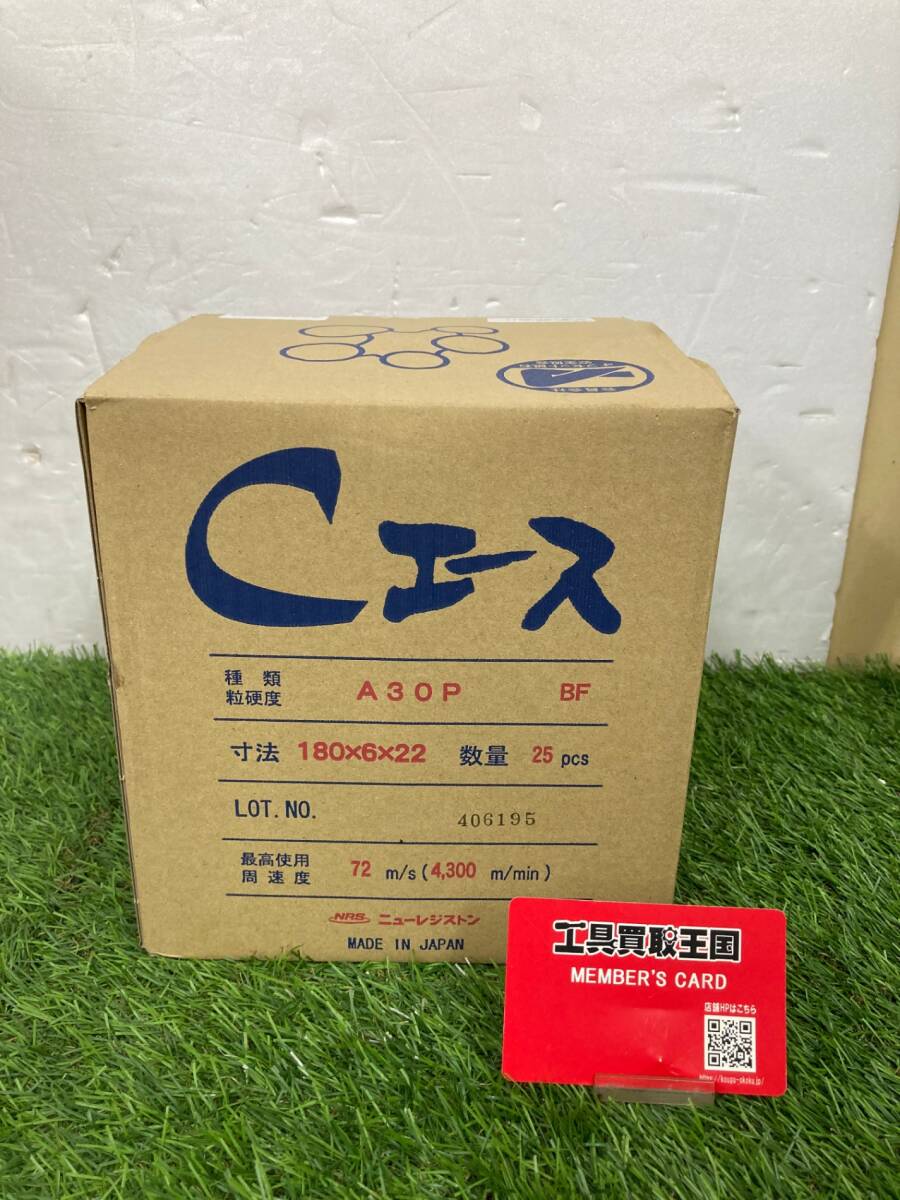 Cエース
種類 A30P BF
粒硬度
寸法 180×6×22 数量 25 pcs
LOT. NO. 406195
最高使用 72 m/s (4,300 m/min)
周速度
NRS ニューレジストン
MADE IN JAPAN
工具買取王国
MEMBER'S CARD
店舗HPはこちら